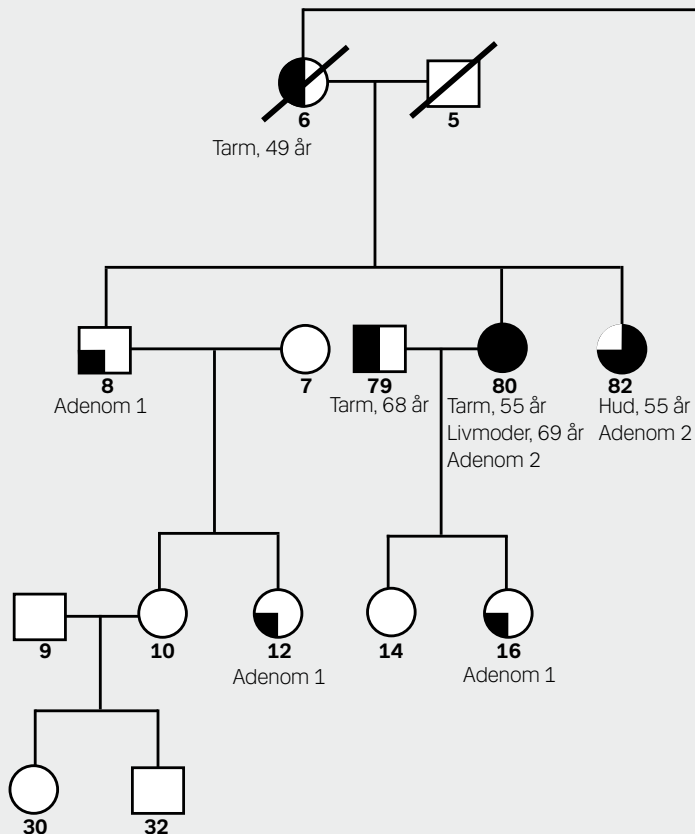 6
5
Tarm, 49 år
8
7
79
80
82
Adenom 1
Tarm, 68 år
Tarm, 55 år
Livmoder, 69 år
Adenom 2
Hud, 55 år
Adenom 2
9
10
12
14
16
Adenom 1
Adenom 1
30
32